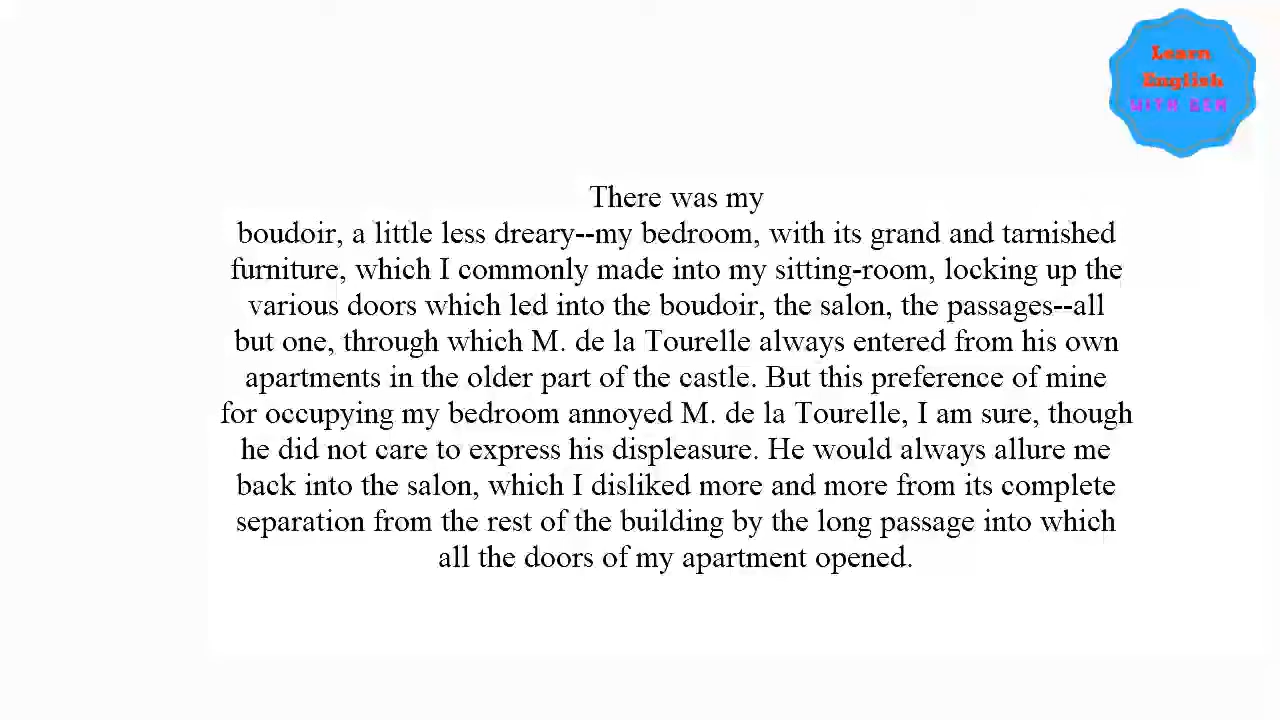 Learn
English
WITH BEN
There was my
boudoir, a little less dreary--my bedroom, with its grand and tarnished
furniture, which I commonly made into my sitting-room, locking up the
various doors which led into the boudoir, the salon, the passages--all
but one, through which M. de la Tourelle always entered from his own
apartments in the older part of the castle. But this preference of mine
for occupying my bedroom annoyed M. de la Tourelle, I am sure, though
he did not care to express his displeasure. He would always allure me
back into the salon, which I disliked more and more from its complete
separation from the rest of the building by the long passage into which
all the doors of my apartment opened.